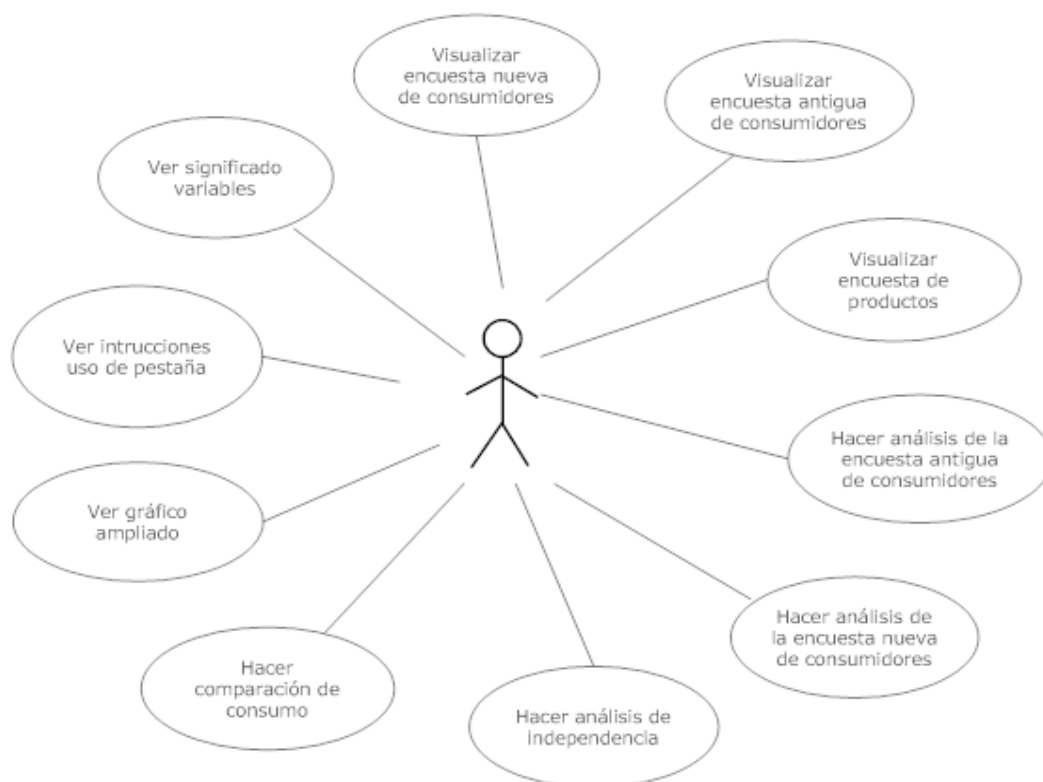 Visualizar
encuesta nueva
de consumidores
Visualizar
encuesta antigua
de consumidores
Ver significado
variables
Visualizar
encuesta de
productos
Ver intrucciones
uso de pestaña
Hacer análisis de la
encuesta antigua
de consumidores
Ver gráfico
ampliado
Hacer análisis de
la encuesta nueva
de consumidores
Hacer
comparación de
consumo
Hacer análisis de
independencia